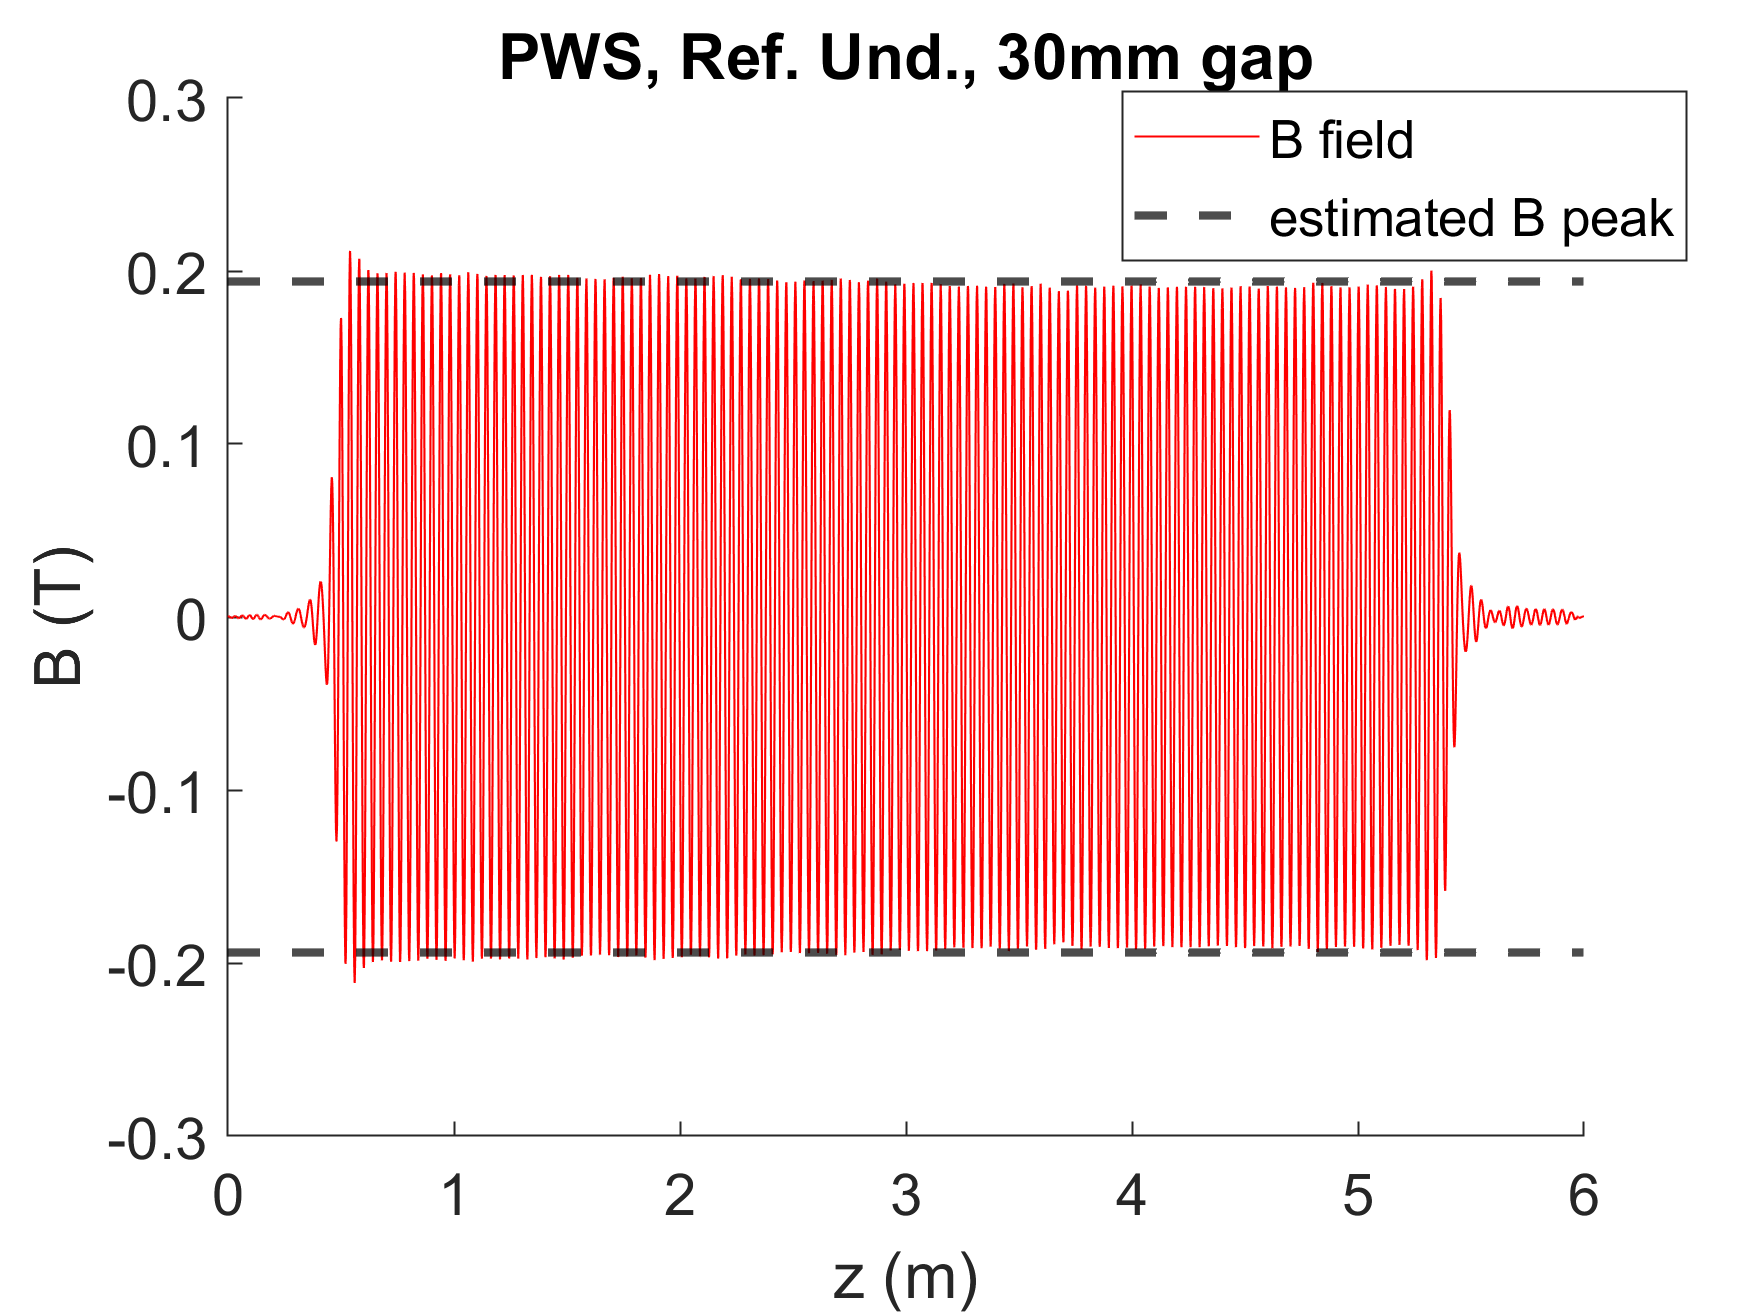 PWS, Ref. Und., 30mm gap
B field
estimated B peak
0.3
0.2
0.1
0
-0.1
-0.2
-0.3
B (T)
0 1 2 3 4 5 6
z (m)